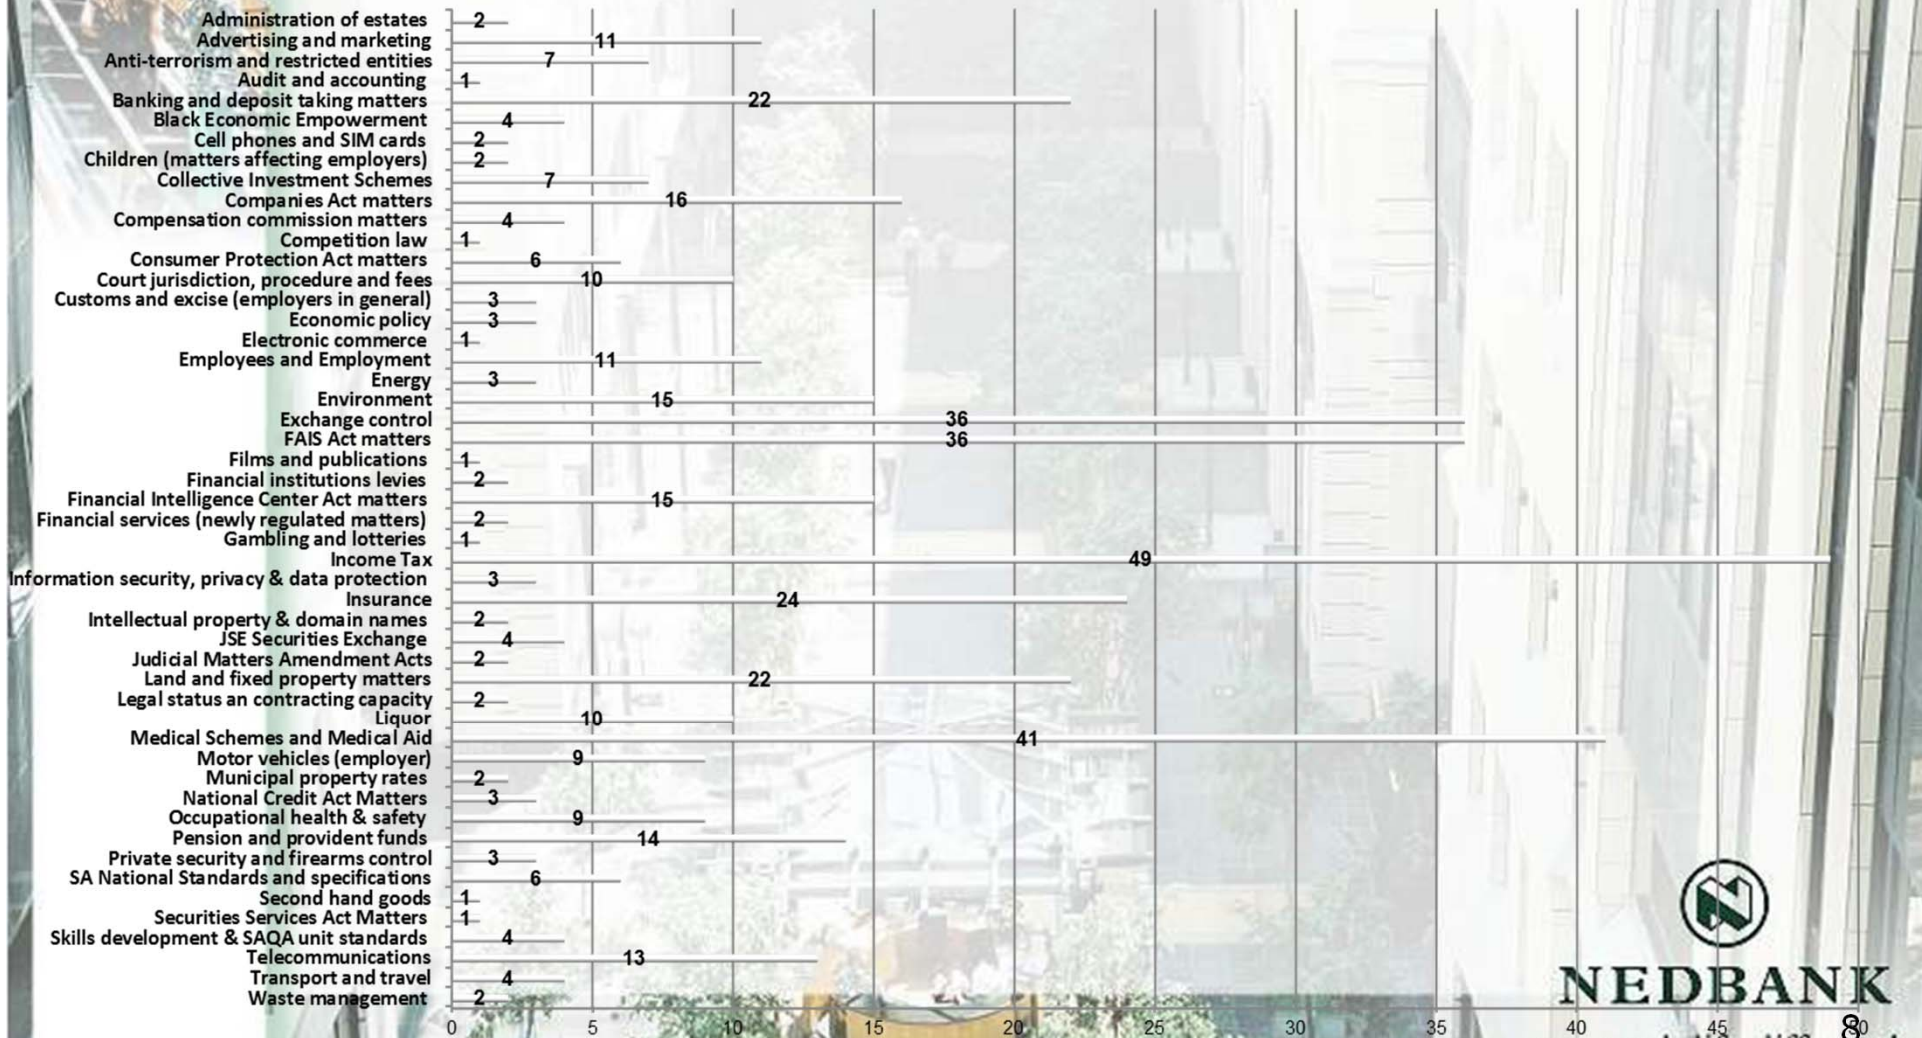 Administration of estates 2
Advertising and marketing 11
Anti-terrorism and restricted entities 7
Audit and accounting 1
Banking and deposit taking matters 22
Black Economic Empowerment 4
Cell phones and SIM cards 2
Children (matters affecting employers) 2
Collective Investment Schemes 7
Companies Act matters 16
Compensation commission matters 4
Competition law 1
Consumer Protection Act matters 6
Court jurisdiction, procedure and fees 10
Customs and excise (employers in general) 3
Economic policy 3
Electronic commerce 1
Employees and Employment 11
Energy 3
Environment 15
Exchange control 36
FAIS Act matters 36
Films and publications 1
Financial institutions levies 2
Financial Intelligence Center Act matters 15
Financial services (newly regulated matters) 2
Gambling and lotteries 1
Income Tax 49
Information security, privacy & data protection 3
Insurance 24
Intellectual property & domain names 2
JSE Securities Exchange 4
Judicial Matters Amendment Acts 2
Land and fixed property matters 22
Legal status an contracting capacity 2
Liquor 10
Medical Schemes and Medical Aid 41
Motor vehicles (employer) 9
Municipal property rates 2
National Credit Act Matters 3
Occupational health & safety 9
Pension and provident funds 14
Private security and firearms control 3
SA National Standards and specifications 6
Second hand goods 1
Securities Services Act Matters 1
Skills development & SAQA unit standards 4
Telecommunications 13
Transport and travel 4
Waste management 2
NEDBANK
0 5 10 15 20 25 30 35 40 45 50
8